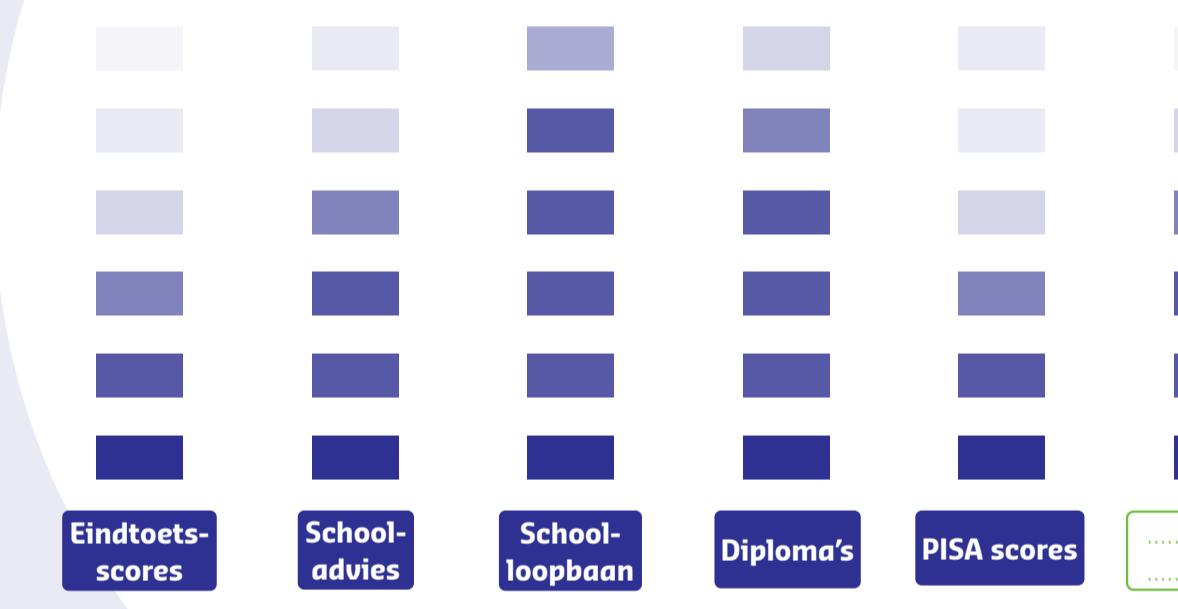 Eindtoets-
scores
School-
advies
School-
loopbaan
Diploma's
PISA scores